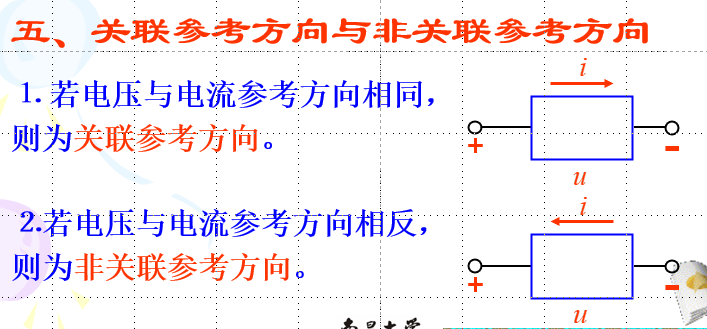 五、关联参考方向与非关联参考方向
1. 若电压与电流参考方向相同，
则为关联参考方向。
i
+
-
u
2.若电压与电流参考方向相反，
则为非关联参考方向。
i
+
-
u